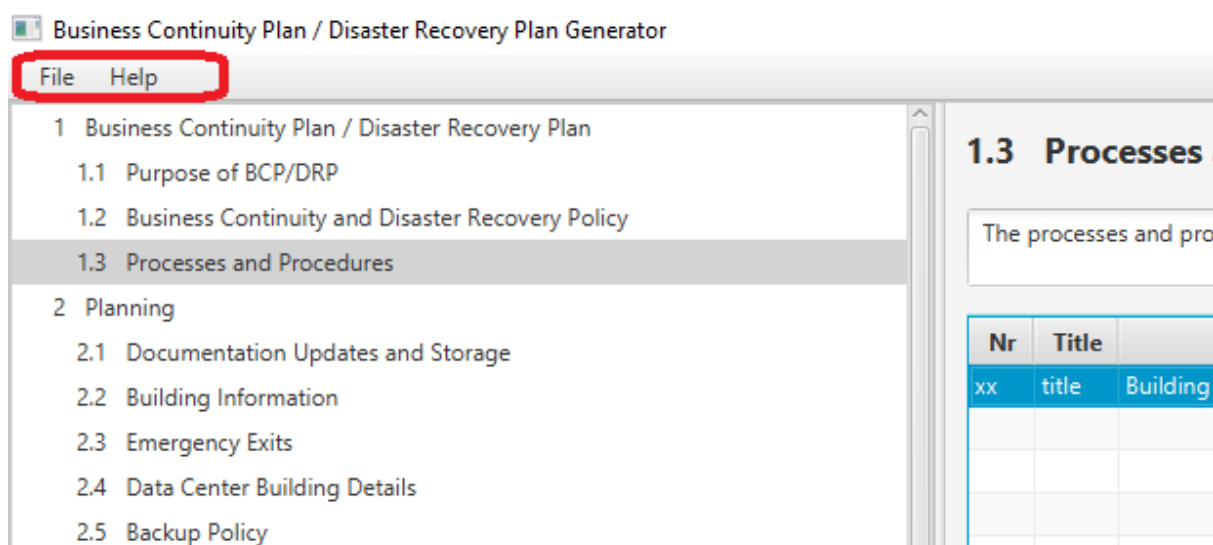 Business Continuity Plan / Disaster Recovery Plan Generator
File Help
1 Business Continuity Plan / Disaster Recovery Plan
1.1 Purpose of BCP/DRP
1.2 Business Continuity and Disaster Recovery Policy
1.3 Processes and Procedures
2 Planning
2.1 Documentation Updates and Storage
2.2 Building Information
2.3 Emergency Exits
2.4 Data Center Building Details
2.5 Backup Policy
1.3 Processes
The processes and pro
Nr Title
xx title Building